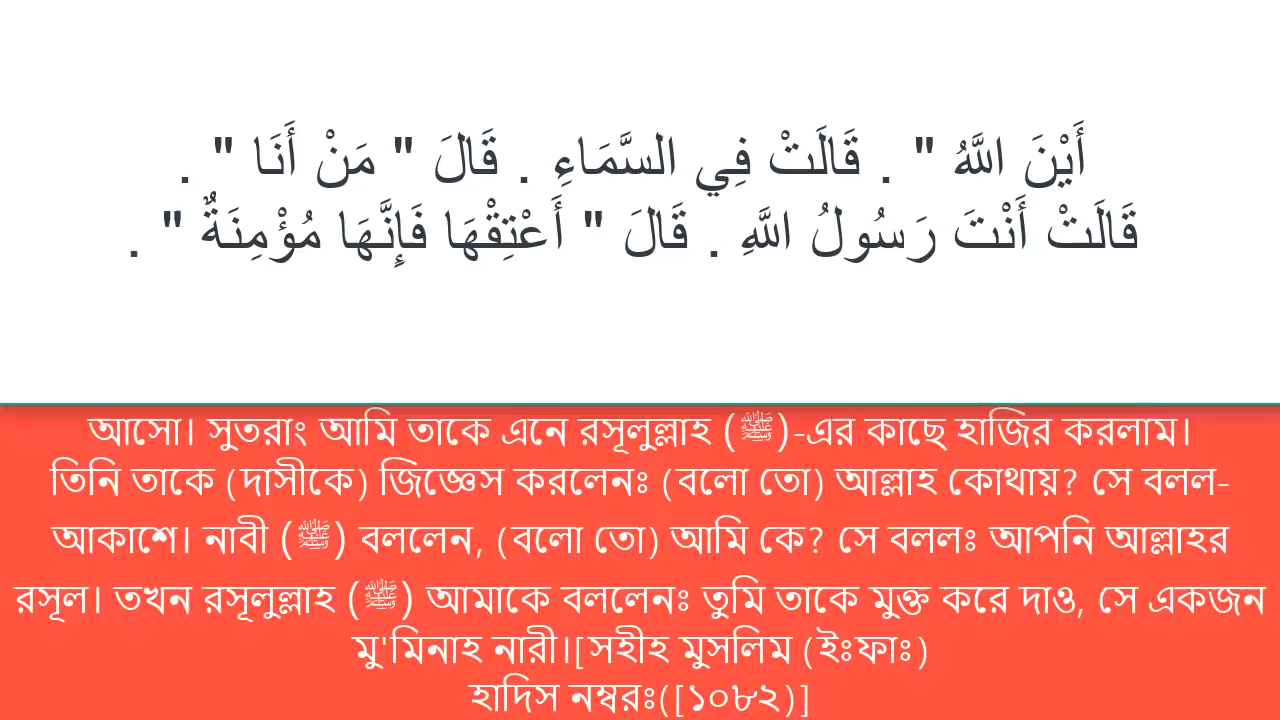 أَيْنَ اللَّهُ " . قَالَتْ فِي السَّمَاءِ . قَالَ " مَنْ أَنَا " .
قَالَتْ أَنْتَ رَسُولُ اللَّهِ . قَالَ " أَعْتِقْهَا فَإِنَّهَا مُؤْمِنَةٌ " .
আসো। সুতরাং আমি তাকে এনে রসূলুল্লাহ (ﷺ)-এর কাছে হাজির করলাম।
তিনি তাকে (দাসীকে) জিজ্ঞেস করলেনঃ (বলো তো) আল্লাহ কোথায়? সে বলল-
আকাশে। নাবী (ﷺ) বললেন, (বলো তো) আমি কে? সে বললঃ আপনি আল্লাহর
রসূল। তখন রসূলুল্লাহ (ﷺ) আমাকে বললেনঃ তুমি তাকে মুক্ত করে দাও, সে একজন
মু'মিনাহ নারী।[সহীহ মুসলিম (ইঃফাঃ)
হাদিস নম্বরঃ([১০৮২)]